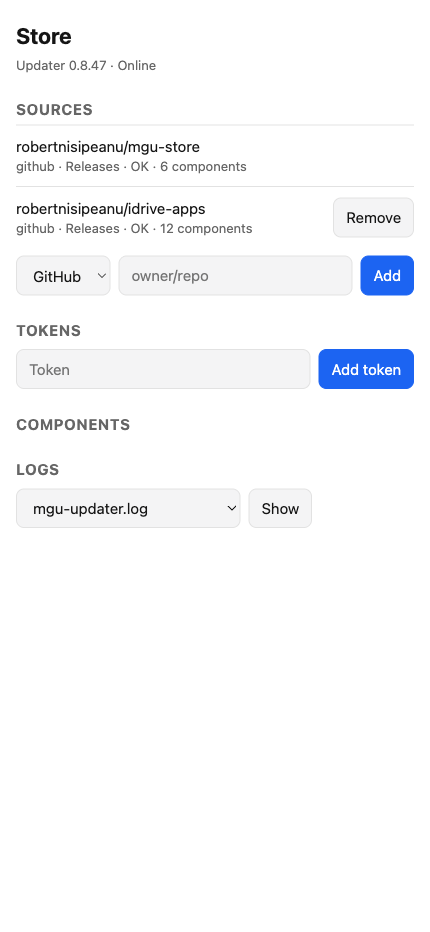 Store
Updater 0.8.47 · Online
SOURCES
robertnisipeanu/mgu-store
github · Releases · OK · 6 components
robertnisipeanu/idrive-apps
github · Releases · OK · 12 components
Remove
GitHub
owner/repo
Add
TOKENS
Token
Add token
COMPONENTS
LOGS
mgu-updater.log
Show